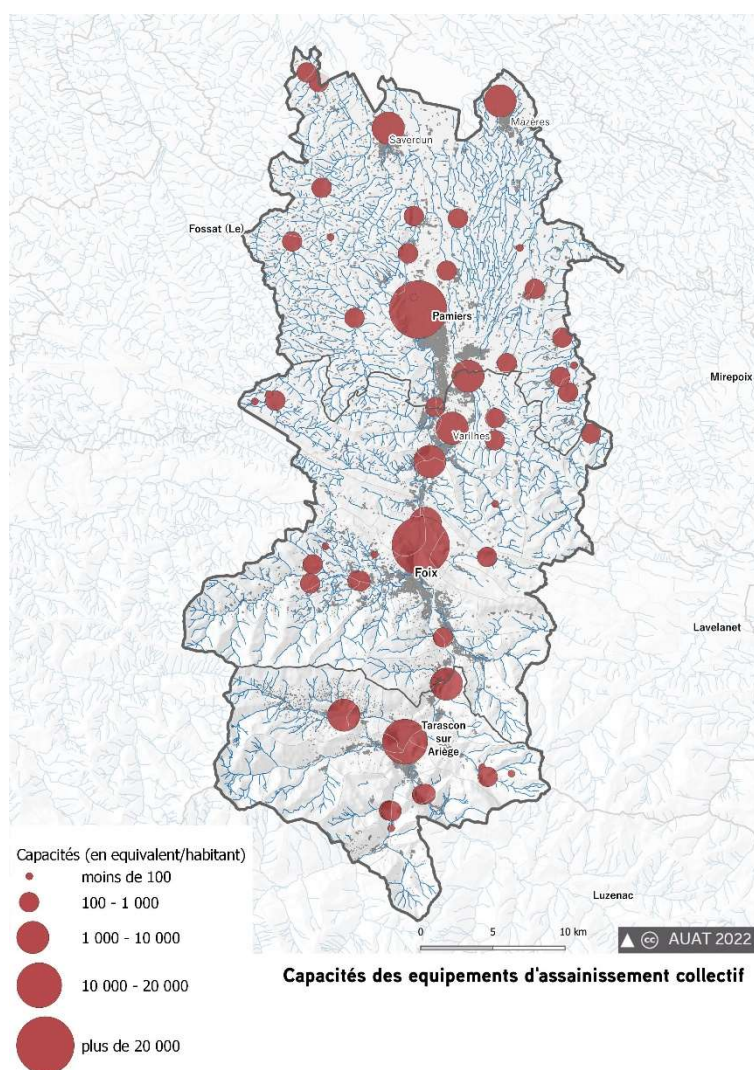 Saverdun
Mazères
Fossat (Le)
Pamiers
Mirepoix
Varilhes
Foix
Lavelanet
Tarascon
sur
Ariège
Luzenac
Capacités (en equivalent/habitant)
moins de 100
100 - 1 000
1 000 - 10 000
10 000 - 20 000
plus de 20 000
0 5 10 km
cc AUAT 2022
Capacités des equipements d'assainissement collectif